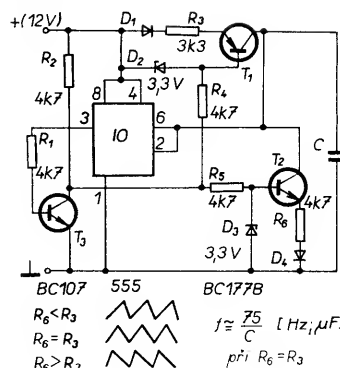 +(12V)
D₁
R₃
3k3
T₁
R₂
4k7
D₂
3,3V
R₄
4k7
8
4
3
IO
6
2
1
R₁
4k7
T₃
R₅
4k7
T₂
R₆
4k7
D₃
3,3V
D₄
C
BC107
555
BC177B
R₆<R₃
R₆=R₃
R₆>R₃
f≅ 75/C [Hz; μF]
při R₆=R₃